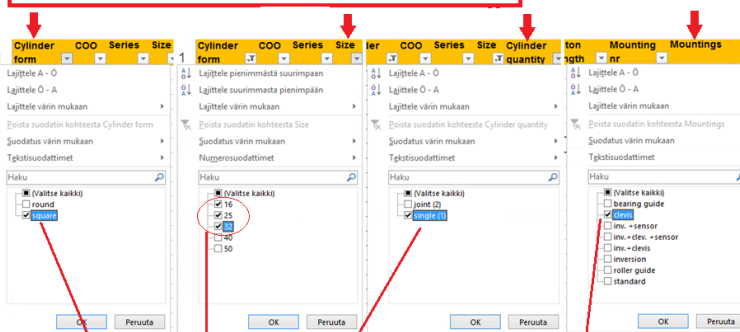 Cylinder form COO Series Size
Lajittele A - Ö
Lajittele Ö - A
Lajittele värin mukaan
Poista suodatin kohteesta Cylinder form
Suodatus värin mukaan
Tekstisuodattimet
Haku
(Valitse kaikki)
round
square
OK Peruuta
1
Cylinder form COO Series Size
Lajittele pienimmästä suurimpaan
Lajittele suurimmasta pienimpään
Lajittele värin mukaan
Poista suodatin kohteesta Size
Suodatus värin mukaan
Numerosuodattimet
Haku
(Valitse kaikki)
16
25
32
40
50
OK Peruuta
der COO Series Size Cylinder quantity
Lajittele A - Ö
Lajittele Ö - A
Lajittele värin mukaan
Poista suodatin kohteesta Cylinder quantity
Suodatus värin mukaan
Tekstisuodattimet
Haku
(Valitse kaikki)
joint (2)
single (1)
OK Peruuta
ton ngth Mounting nr Mountings
Lajittele A - Ö
Lajittele Ö - A
Lajittele värin mukaan
Poista suodatin kohteesta Mountings
Suodatus värin mukaan
Tekstisuodattimet
Haku
(Valitse kaikki)
bearing guide
clevis
inv. +sensor
inv.+clev. +sensor
inv.+clevis
inversion
roller guide
standard
OK Peruuta